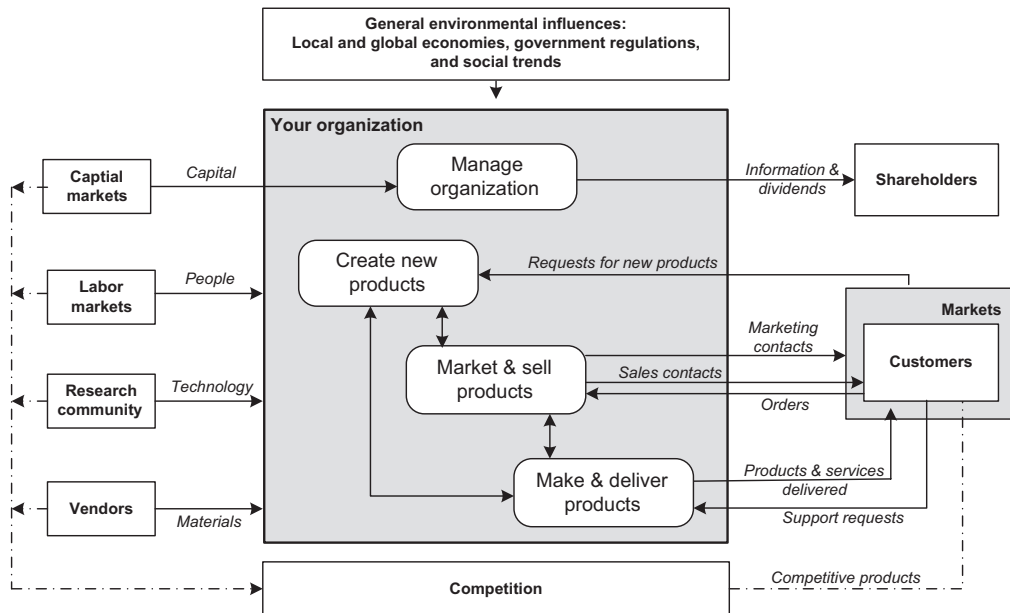 General environmental influences:
Local and global economies, government regulations,
and social trends
Your organization
Captial
markets
Capital
Manage
organization
Information &
dividends
Shareholders
Labor
markets
People
Create new
products
Requests for new products
Markets
Customers
Research
community
Technology
Market & sell
products
Marketing
contacts
Sales contacts
Orders
Vendors
Materials
Make & deliver
products
Products & services
delivered
Support requests
Competition
Competitive products